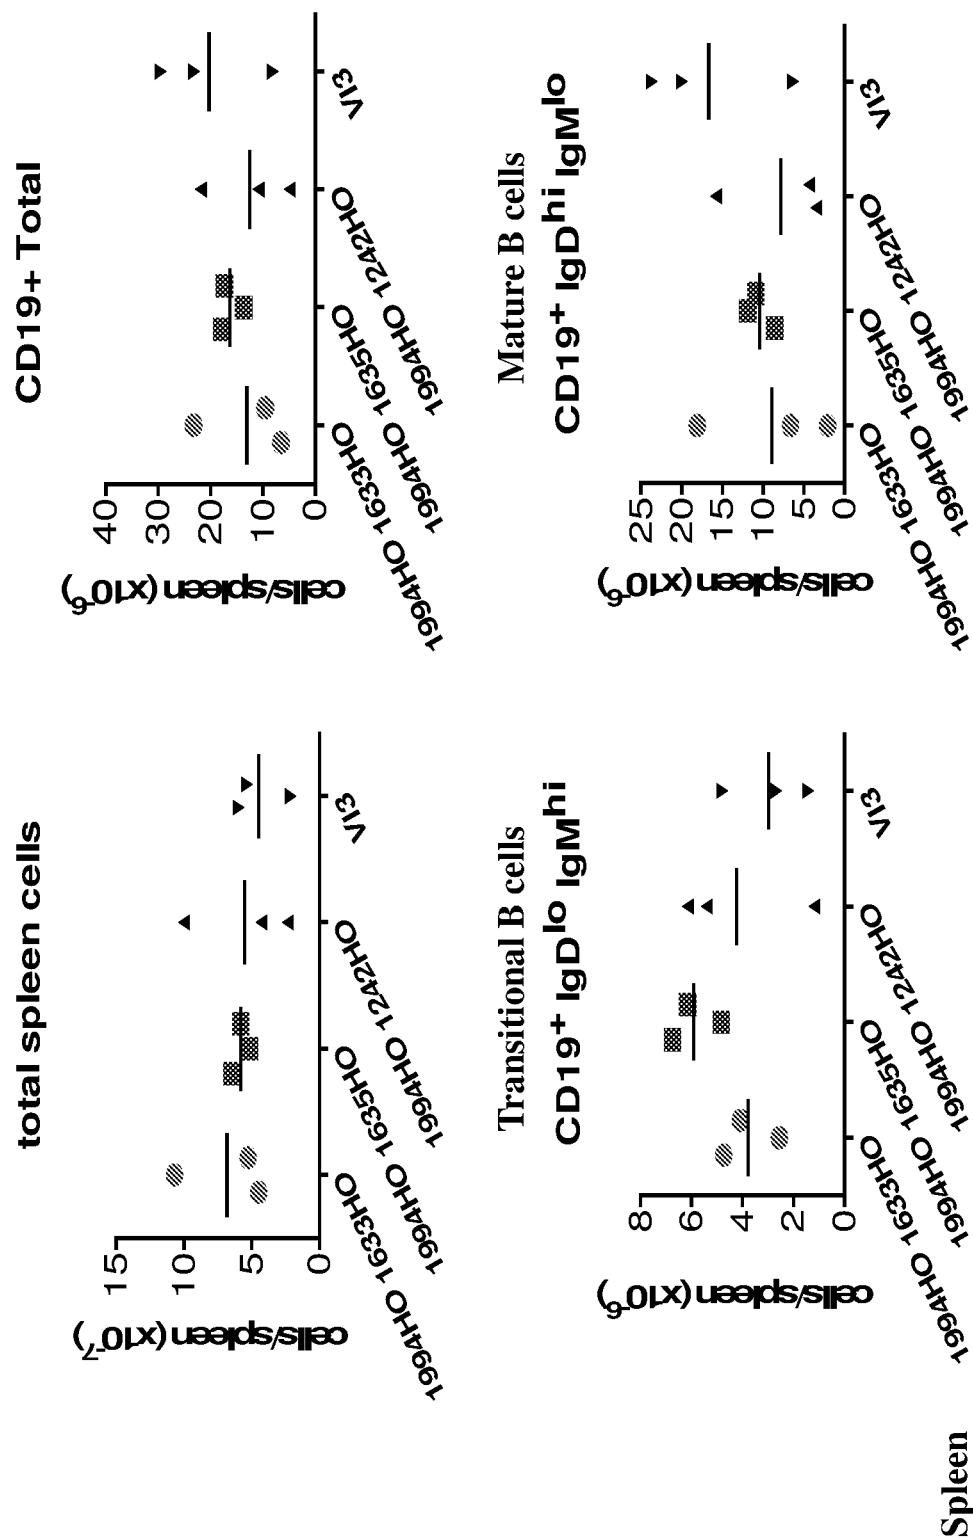 Spleen
total spleen cells
cells/spleen (x10-7)
15
10
5
0
1994HO 1633HO
1994HO 1635HO
1994HO 1242HO
VI3
CD19+ Total
cells/spleen (x10-6)
40
30
20
10
0
1994HO 1633HO
1994HO 1635HO
1994HO 1242HO
VI3
Transitional B cells
CD19+ IgDlo IgMhi
cells/spleen (x10-6)
8
6
4
2
0
1994HO 1633HO
1994HO 1635HO
1994HO 1242HO
VI3
Mature B cells
CD19+ IgDhi IgMlo
cells/spleen (x10-6)
25
20
15
10
5
0
1994HO 1633HO
1994HO 1635HO
1994HO 1242HO
VI3